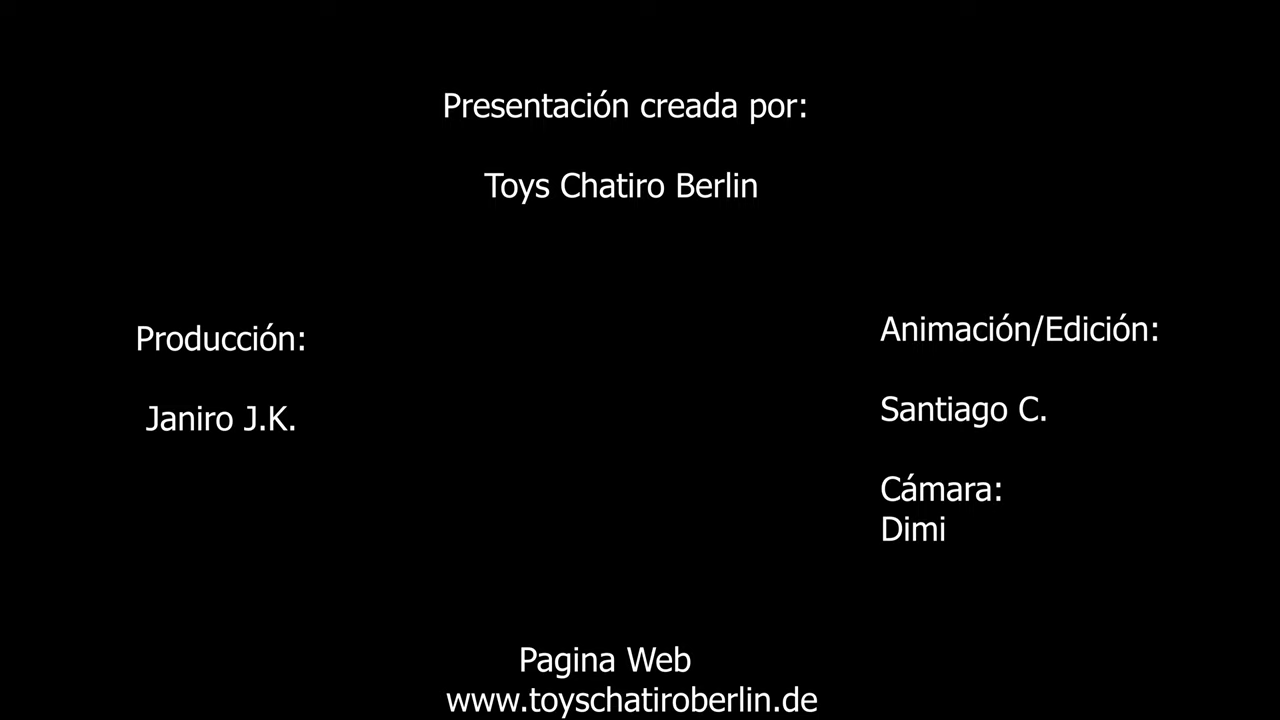 Presentación creada por:
Toys Chatiro Berlin
Producción:
Janiro J.K.
Animación/Edición:
Santiago C.
Cámara:
Dimi
Pagina Web
www.toyschatiroberlin.de